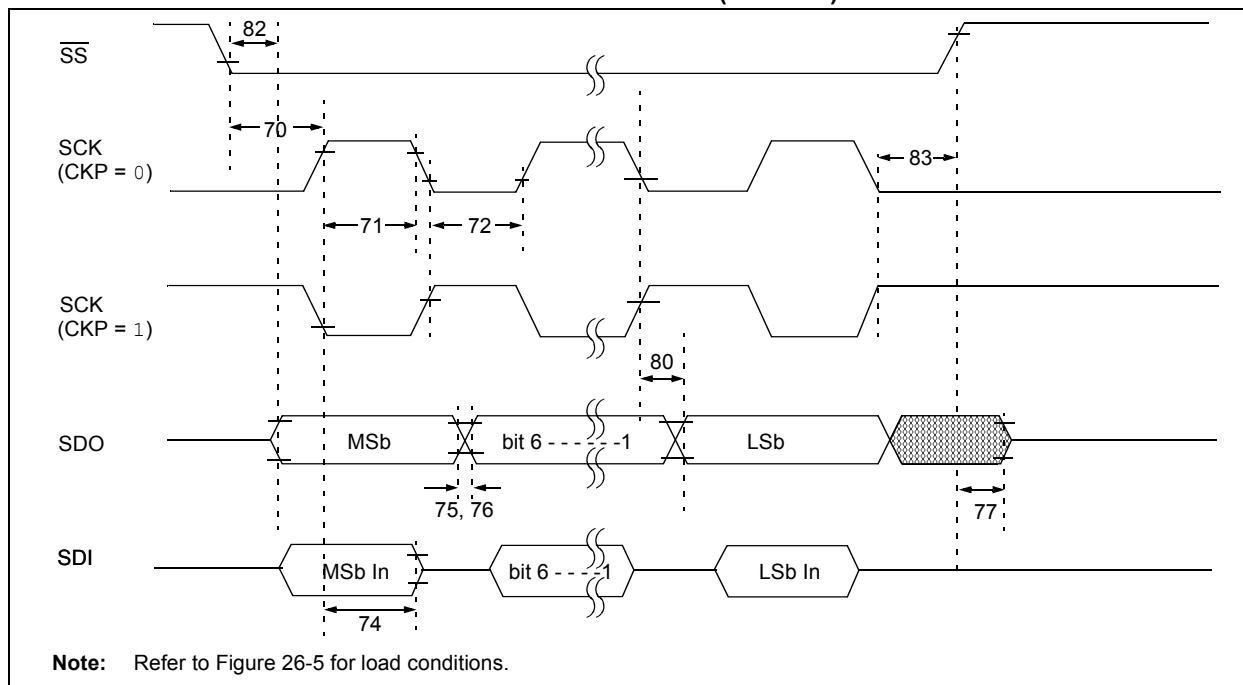 82
SS
70
SCK
(CKP = 0)
83
71
72
SCK
(CKP = 1)
80
SDO
MSb
bit 6 - - - - - -1
LSb
75, 76
77
SDI
MSb In
bit 6 - - - -1
LSb In
74
Note: Refer to Figure 26-5 for load conditions.